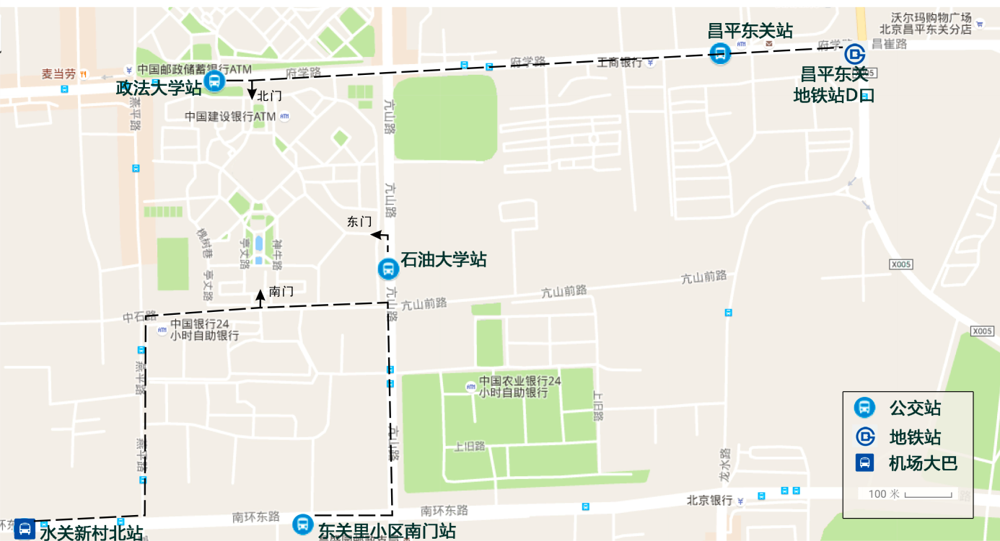 沃尔玛购物广场
北京昌平东关分店
昌平东关站
ATM
府学
昌崔路
麦当劳
¥
中国邮政储蓄银行ATM
府学路
府学路
工商银行
¥
昌平东关
地铁站D口
政法大学站
北门
中国建设银行ATM
ATM
燕平路
亢山路
亢山路
东门
石油大学站
槐树巷
亭丈路
神牛路
亭丈路
X005
亢山前路
亢山前路
亢山前路
南门
亢山路
中石路
ATM
中国银行24
小时自助银行
X005
燕平路
ATM
中国农业银行24
小时自助银行
上旧路
上旧路
燕平路
亢山路
龙水路
公交站
地铁站
机场大巴
100 米
路
北京银行
¥
南环东路
南环东路
环东
水关新村北站
东关里小区南门站